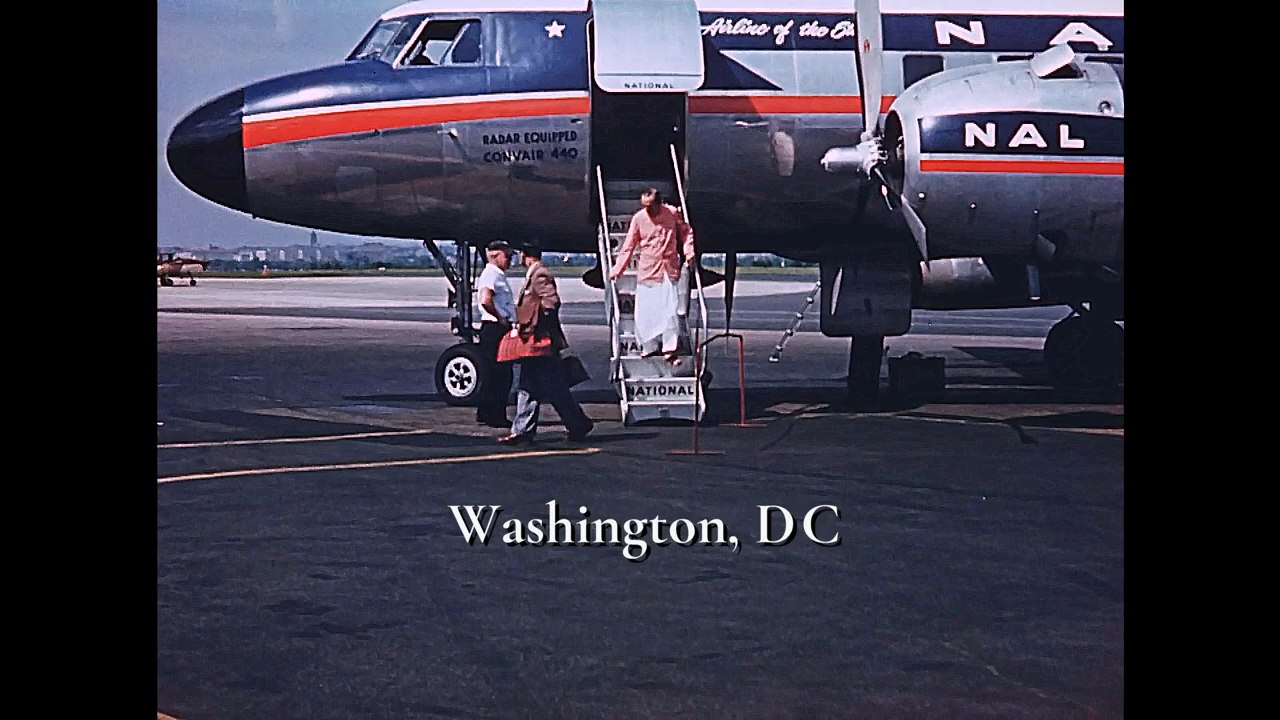 Airline of the
NA
NATIONAL
RADAR EQUIPPED
CONVAIR 440
NAL
NATIONAL
Washington, DC